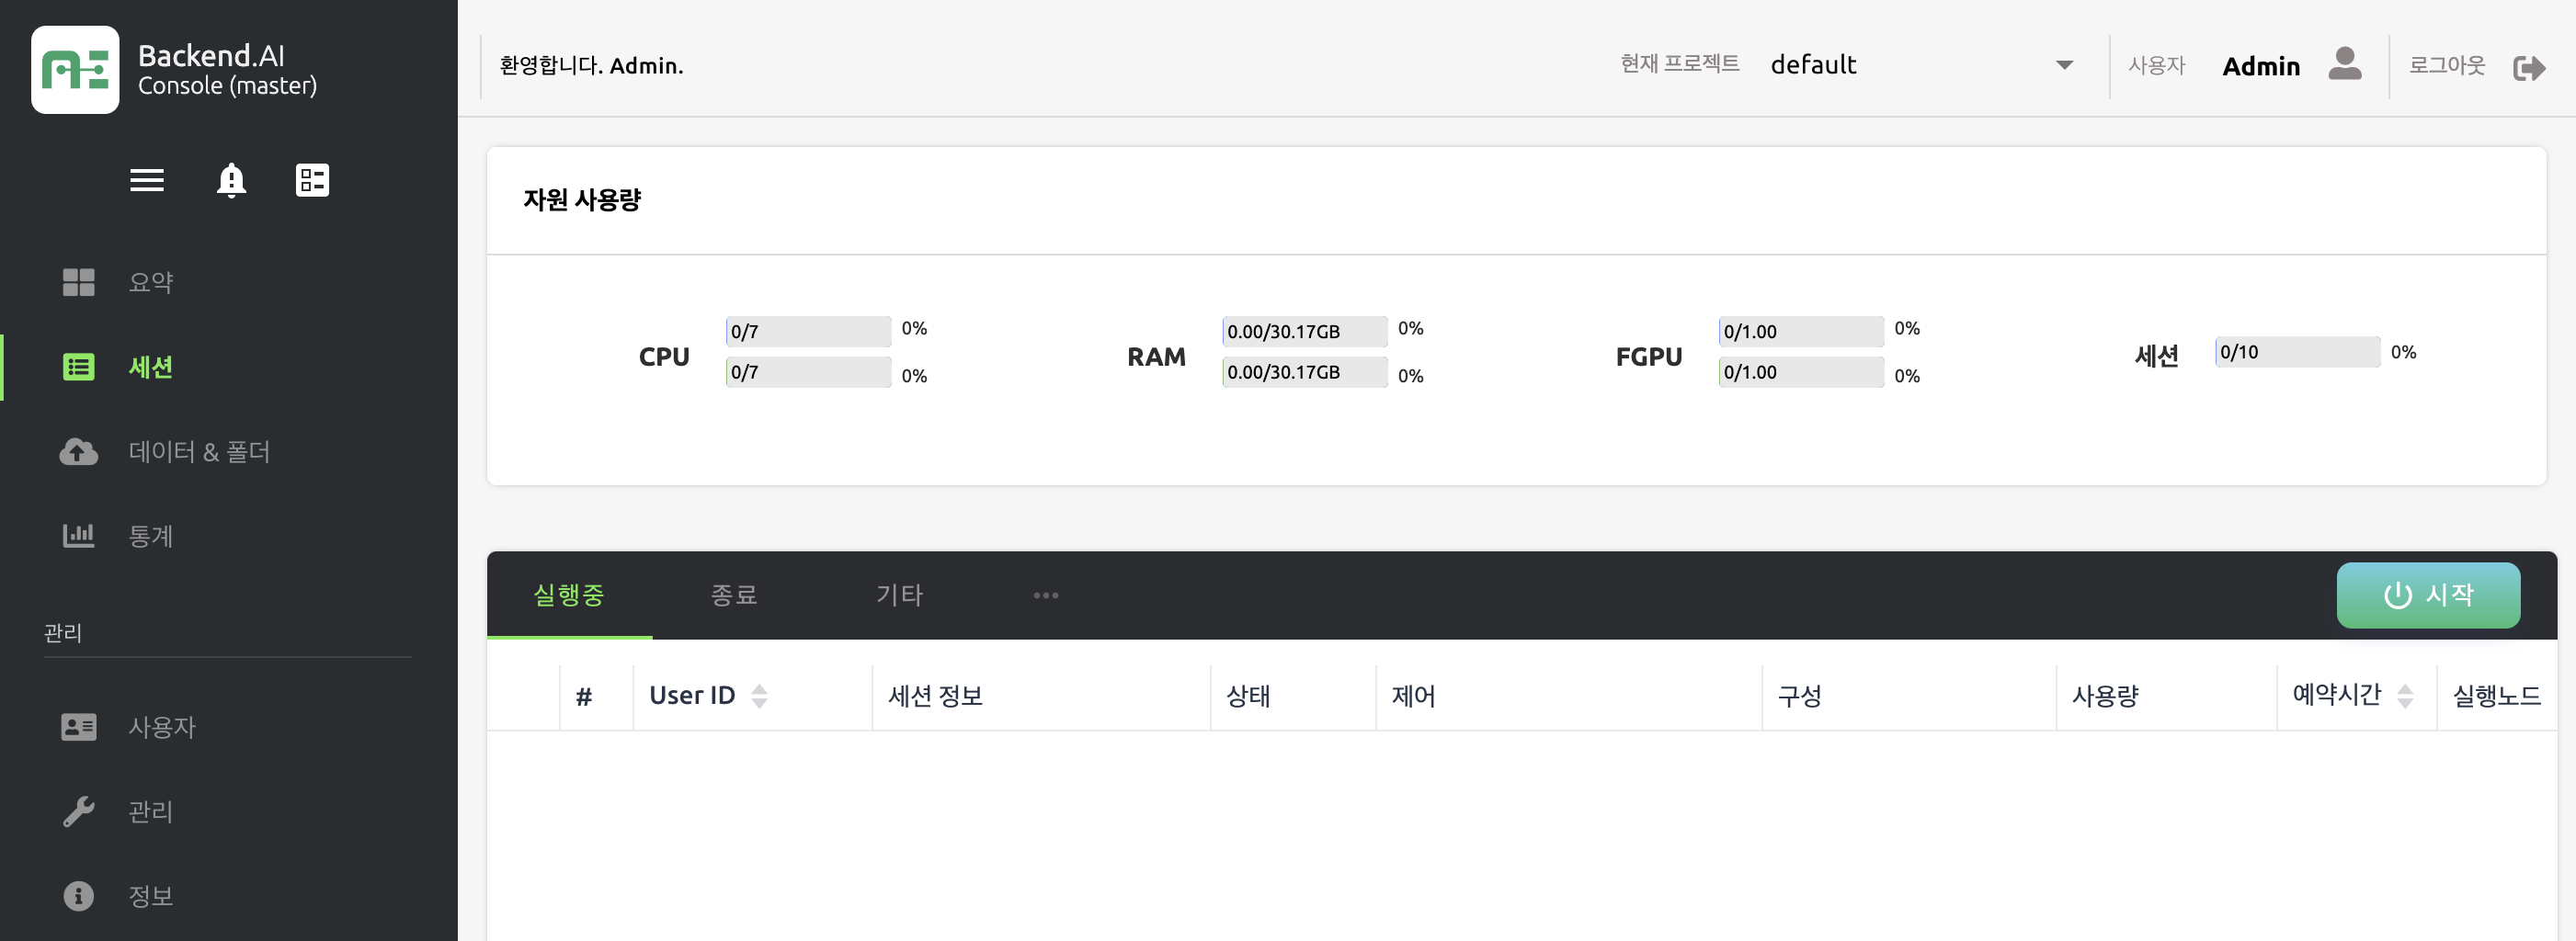 Backend.AI
Console (master)
환영합니다. Admin.
현재 프로젝트 default
사용자 Admin
로그아웃
요약
세션
데이터 & 폴더
통계
관리
사용자
관리
정보
자원 사용량
CPU
0/7 0%
0/7 0%
RAM
0.00/30.17GB 0%
0.00/30.17GB 0%
FGPU
0/1.00 0%
0/1.00 0%
세션
0/10 0%
실행중 종료 기타 ••• 시작
# User ID 세션 정보 상태 제어 구성 사용량 예약시간 실행노드